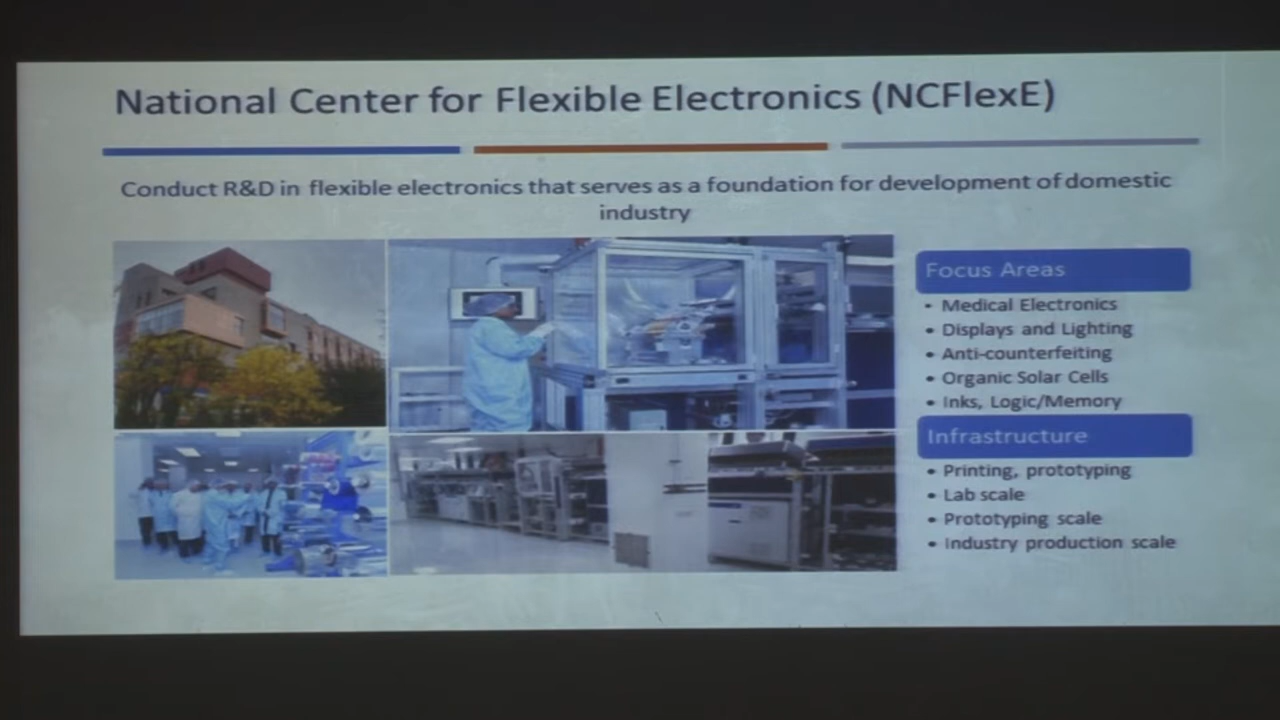 National Center for Flexible Electronics (NCFlexE)
Conduct R&D in flexible electronics that serves as a foundation for development of domestic
industry
Focus Areas
• Medical Electronics
• Displays and Lighting
• Anti-counterfeiting
• Organic Solar Cells
• Inks, Logic/Memory
Infrastructure
• Printing, prototyping
• Lab scale
• Prototyping scale
• Industry production scale